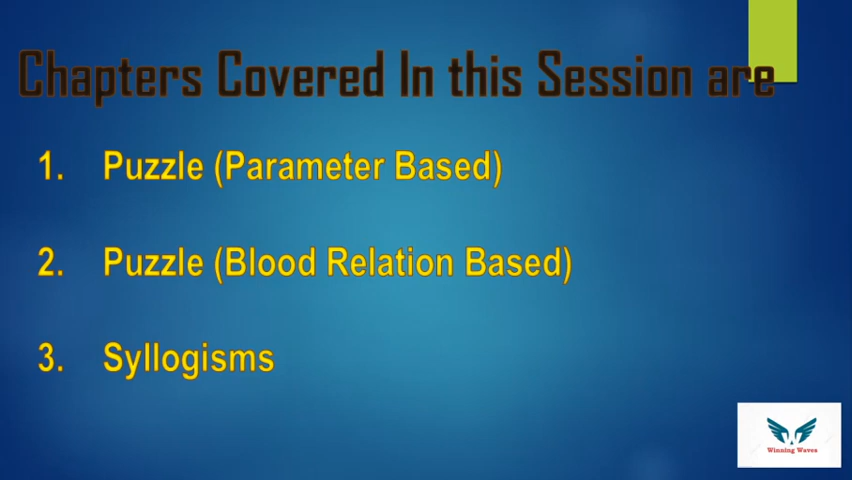 Chapters Covered In this Session are
1. Puzzle (Parameter Based)
2. Puzzle (Blood Relation Based)
3. Syllogisms
W
Winning Waves